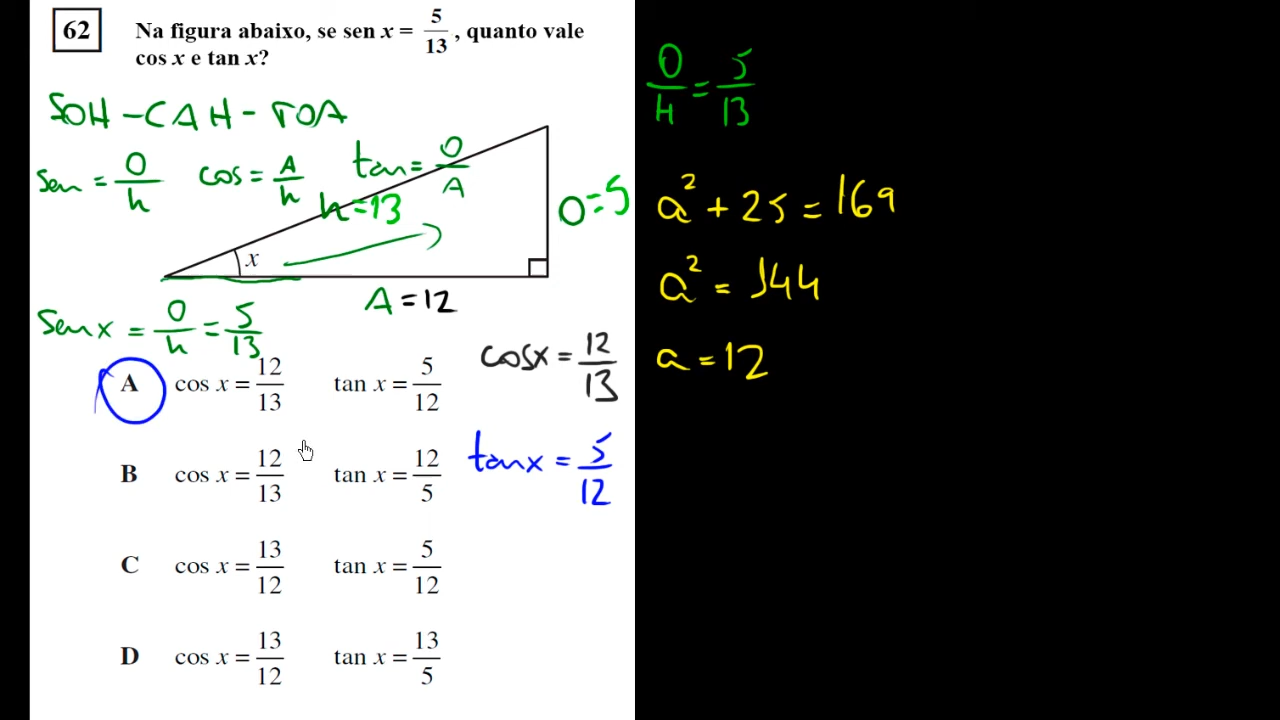 62 Na figura abaixo, se sen x = 5/13, quanto vale
cos x e tan x?
SOH - CAH - TOA
sen = O/h cos = A/h tan = O/A
h=13
O=5
x
A = 12
Sen x = O/h = 5/13
A cos x = 12/13 tan x = 5/12
B cos x = 12/13 tan x = 12/5
C cos x = 13/12 tan x = 5/12
D cos x = 13/12 tan x = 13/5
cosx = 12/13
tanx = 5/12
O/H = 5/13
a² + 25 = 169
a² = 144
a = 12